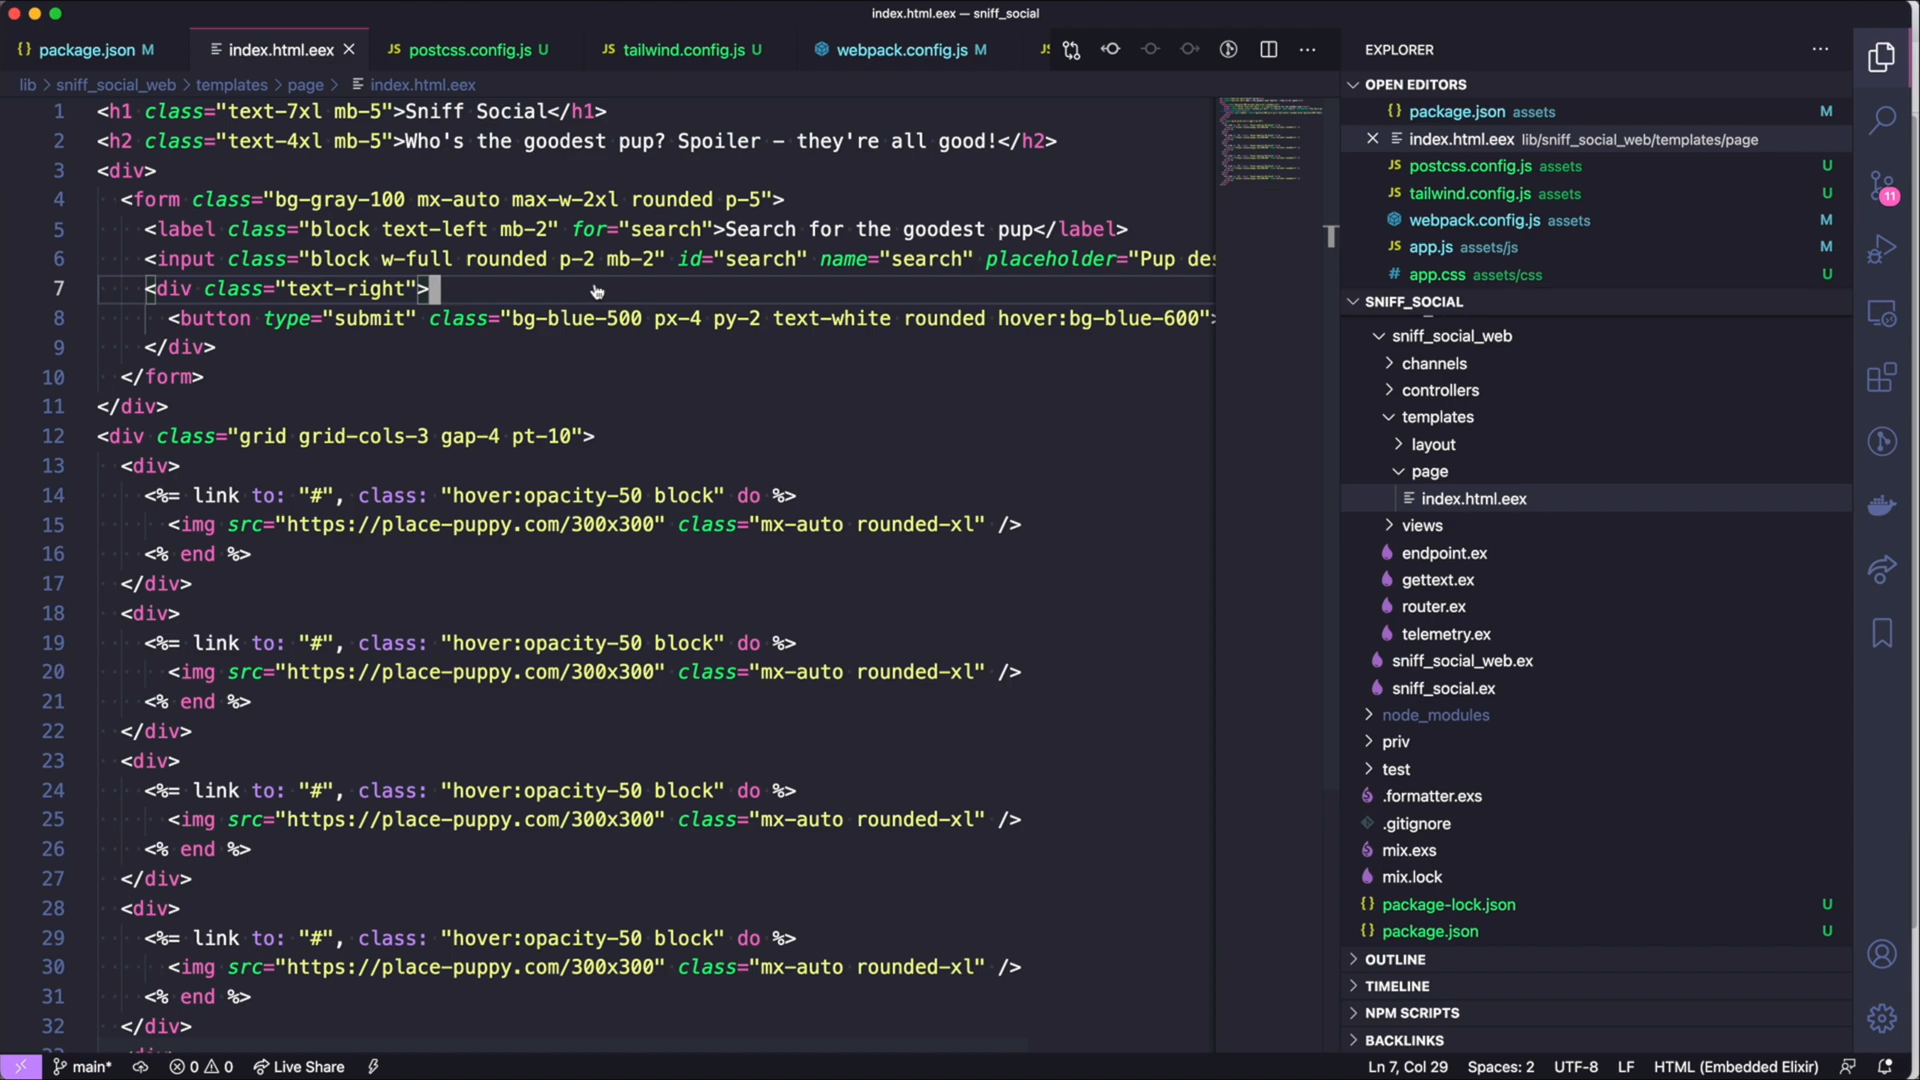 index.html.eex — sniff_social
{} package.json M
index.html.eex
JS postcss.config.js U
JS tailwind.config.js U
webpack.config.js M
lib > sniff_social_web > templates > page > index.html.eex
1 <h1 class="text-7xl mb-5">Sniff Social</h1>
2 <h2 class="text-4xl mb-5">Who's the goodest pup? Spoiler – they're all good!</h2>
3 <div>
4 <form class="bg-gray-100 mx-auto max-w-2xl rounded p-5">
5 <label class="block text-left mb-2" for="search">Search for the goodest pup</label>
6 <input class="block w-full rounded p-2 mb-2" id="search" name="search" placeholder="Pup des
7 <div class="text-right">
8 <button type="submit" class="bg-blue-500 px-4 py-2 text-white rounded hover:bg-blue-600">
9 </div>
10 </form>
11 </div>
12 <div class="grid grid-cols-3 gap-4 pt-10">
13 <div>
14 <%= link to: "#", class: "hover:opacity-50 block" do %>
15 <img src="https://place-puppy.com/300x300" class="mx-auto rounded-xl" />
16 <% end %>
17 </div>
18 <div>
19 <%= link to: "#", class: "hover:opacity-50 block" do %>
20 <img src="https://place-puppy.com/300x300" class="mx-auto rounded-xl" />
21 <% end %>
22 </div>
23 <div>
24 <%= link to: "#", class: "hover:opacity-50 block" do %>
25 <img src="https://place-puppy.com/300x300" class="mx-auto rounded-xl" />
26 <% end %>
27 </div>
28 <div>
29 <%= link to: "#", class: "hover:opacity-50 block" do %>
30 <img src="https://place-puppy.com/300x300" class="mx-auto rounded-xl" />
31 <% end %>
32 </div>
EXPLORER
OPEN EDITORS
{} package.json assets M
index.html.eex lib/sniff_social_web/templates/page
JS postcss.config.js assets U
JS tailwind.config.js assets U
webpack.config.js assets M
JS app.js assets/js M
# app.css assets/css U
SNIFF_SOCIAL
sniff_social_web
channels
controllers
templates
layout
page
index.html.eex
views
endpoint.ex
gettext.ex
router.ex
telemetry.ex
sniff_social_web.ex
sniff_social.ex
node_modules
priv
test
.formatter.exs
.gitignore
mix.exs
mix.lock
{} package-lock.json U
{} package.json U
OUTLINE
TIMELINE
NPM SCRIPTS
BACKLINKS
11
main* 0 0 Live Share
Ln 7, Col 29 Spaces: 2 UTF-8 LF HTML (Embedded Elixir)